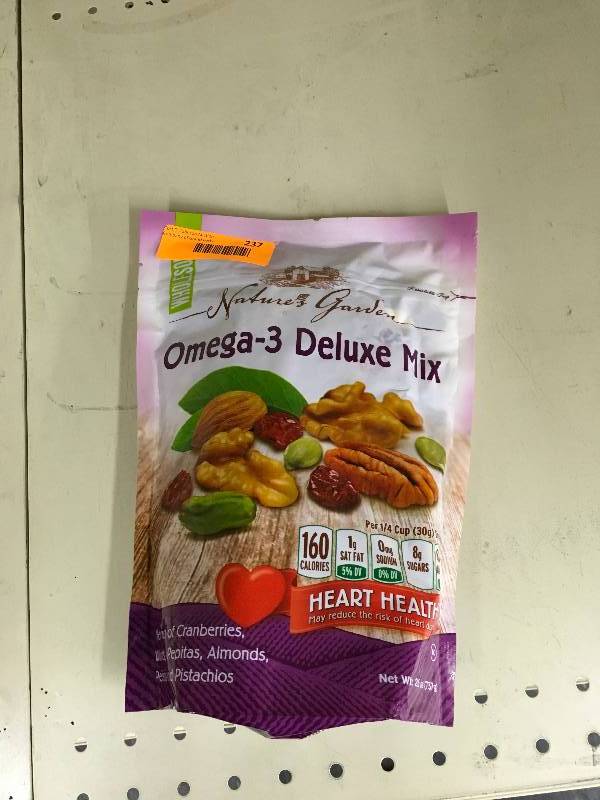 237
WHOLESO
Nature's Garden
Omega-3 Deluxe Mix
Per 1/4 Cup (30g)
160 CALORIES
1g SAT FAT 5% DV
0mg SODIUM 0% DV
8g SUGARS
HEART HEALTH
May reduce the risk of heart
of Cranberries,
Pepitas, Almonds,
Pistachios
Net Wt